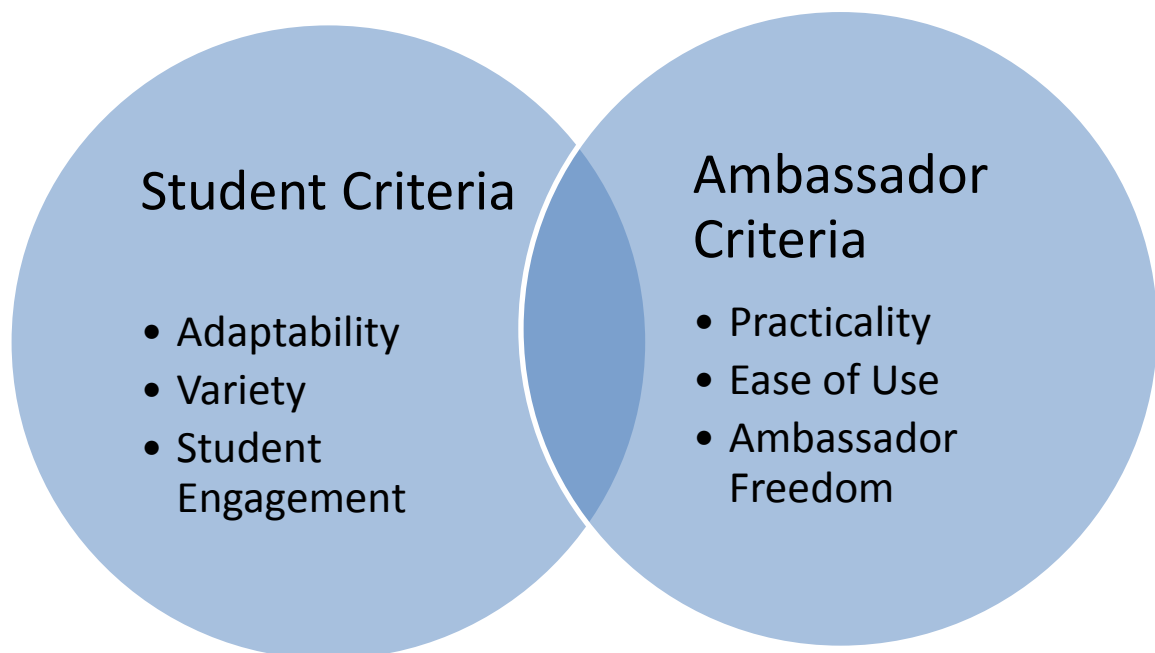 Student Criteria
• Adaptability
• Variety
• Student
Engagement
Ambassador
Criteria
• Practicality
• Ease of Use
• Ambassador
Freedom